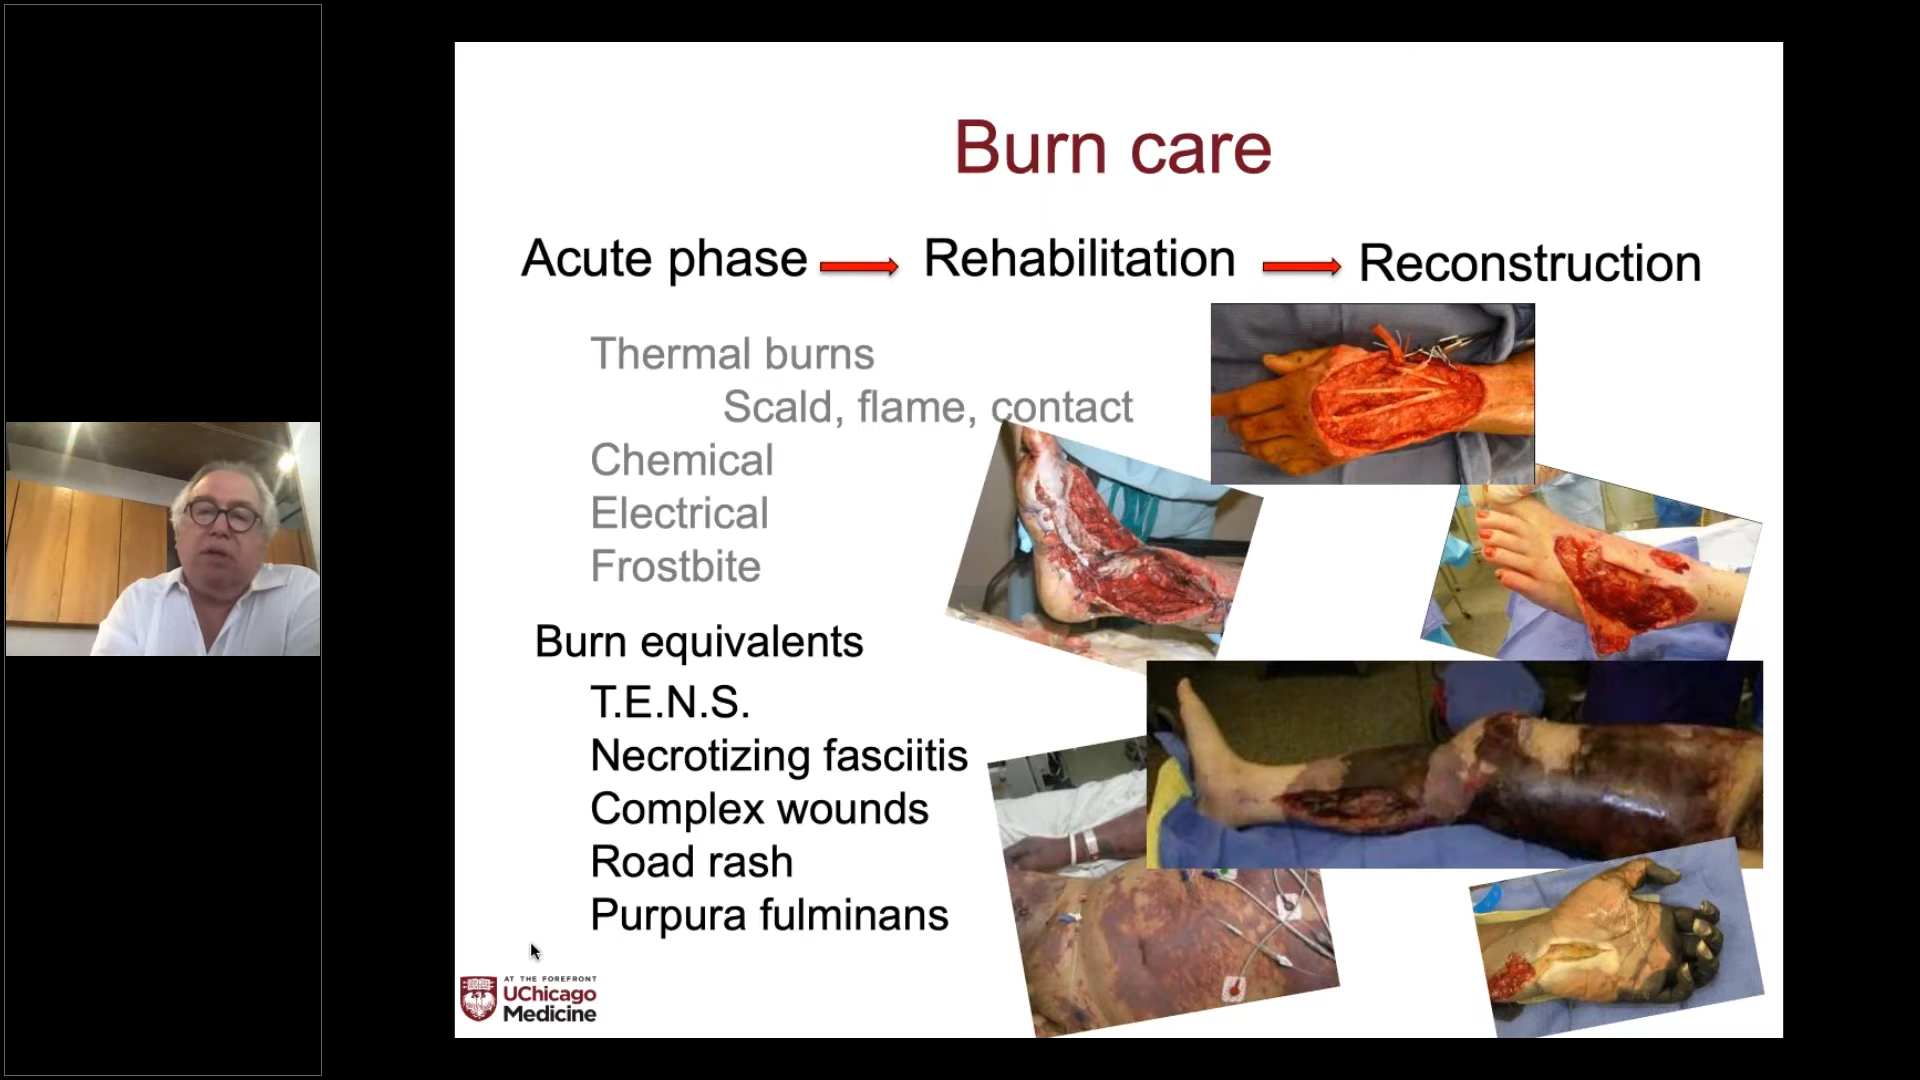 Burn care
Acute phase Rehabilitation Reconstruction
Thermal burns
Scald, flame, contact
Chemical
Electrical
Frostbite
Burn equivalents
T.E.N.S.
Necrotizing fasciitis
Complex wounds
Road rash
Purpura fulminans
AT THE FOREFRONT
UChicago
Medicine